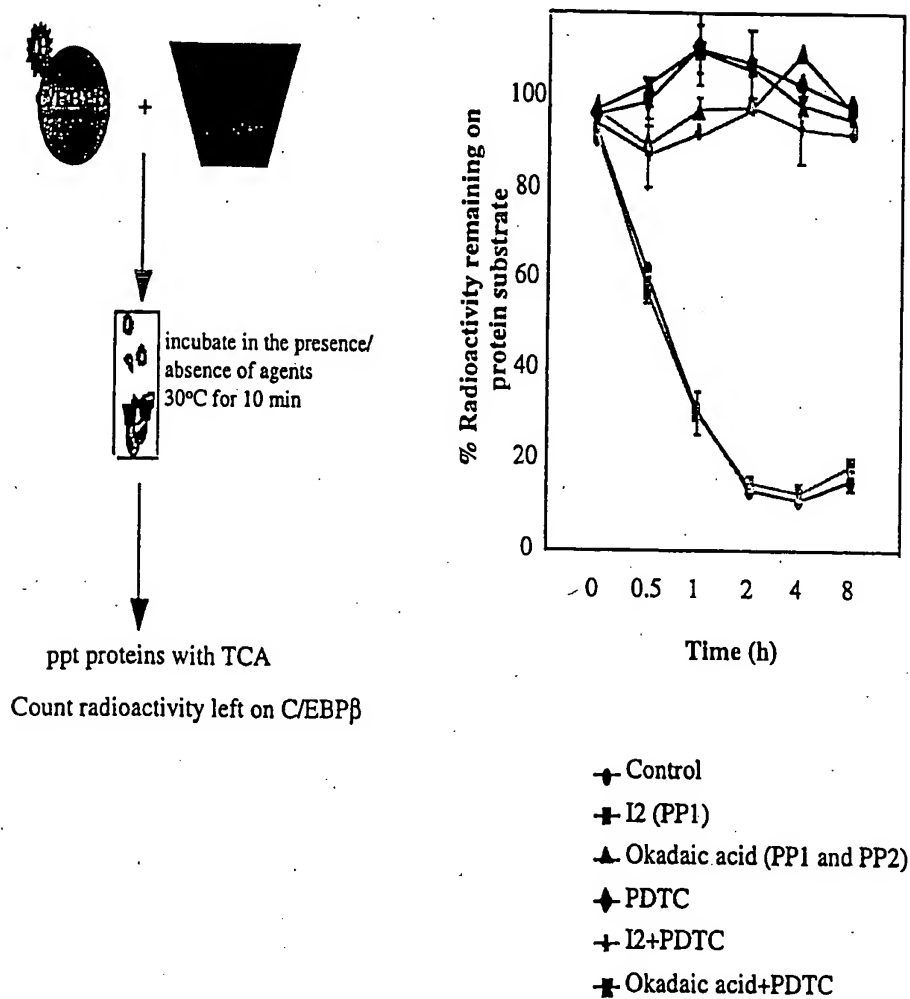 C/EBPβ
+
incubate in the presence/
absence of agents
30°C for 10 min
ppt proteins with TCA
Count radioactivity left on C/EBPβ
% Radioactivity remaining on
protein substrate
100
80
60
40
20
0
0 0.5 1 2 4 8
Time (h)
Control
I2 (PP1)
Okadaic acid (PP1 and PP2)
PDTC
I2+PDTC
Okadaic acid+PDTC